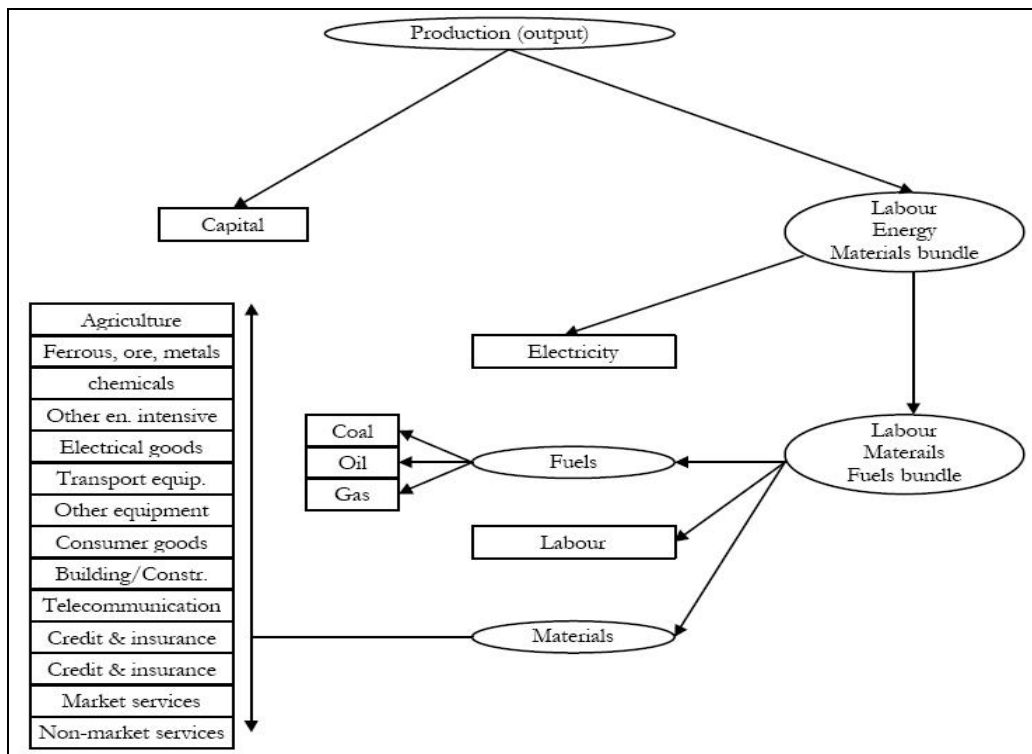 Production (output)
Capital
Labour
Energy
Materials bundle
Electricity
Agriculture
Ferrous, ore, metals
chemicals
Other en. intensive
Electrical goods
Transport equip.
Other equipment
Consumer goods
Building/Constr.
Telecommunication
Credit & insurance
Credit & insurance
Market services
Non-market services
Coal
Oil
Gas
Fuels
Labour
Materails
Fuels bundle
Labour
Materials